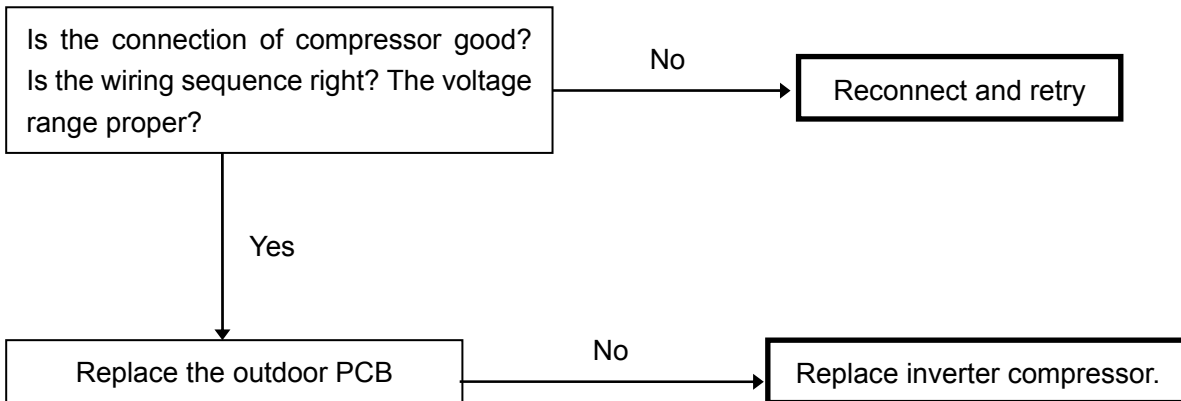 Is the connection of compressor good?
Is the wiring sequence right? The voltage
range proper?
No
Reconnect and retry
Yes
Replace the outdoor PCB
No
Replace inverter compressor.